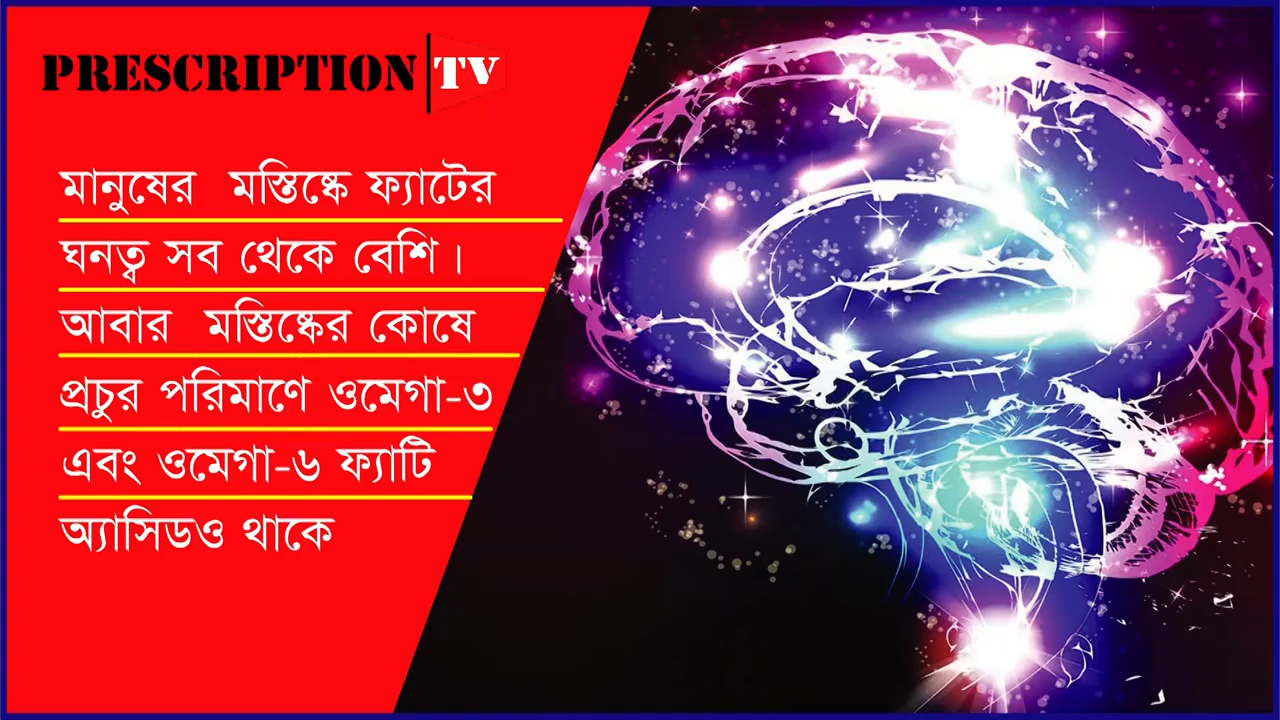 PRESCRIPTION TV
মানুষের মস্তিষ্কে ফ্যাটের
ঘনত্ব সব থেকে বেশি।
আবার মস্তিষ্কের কোষে
প্রচুর পরিমাণে ওমেগা-৩
এবং ওমেগা-৬ ফ্যাটি
অ্যাসিডও থাকে